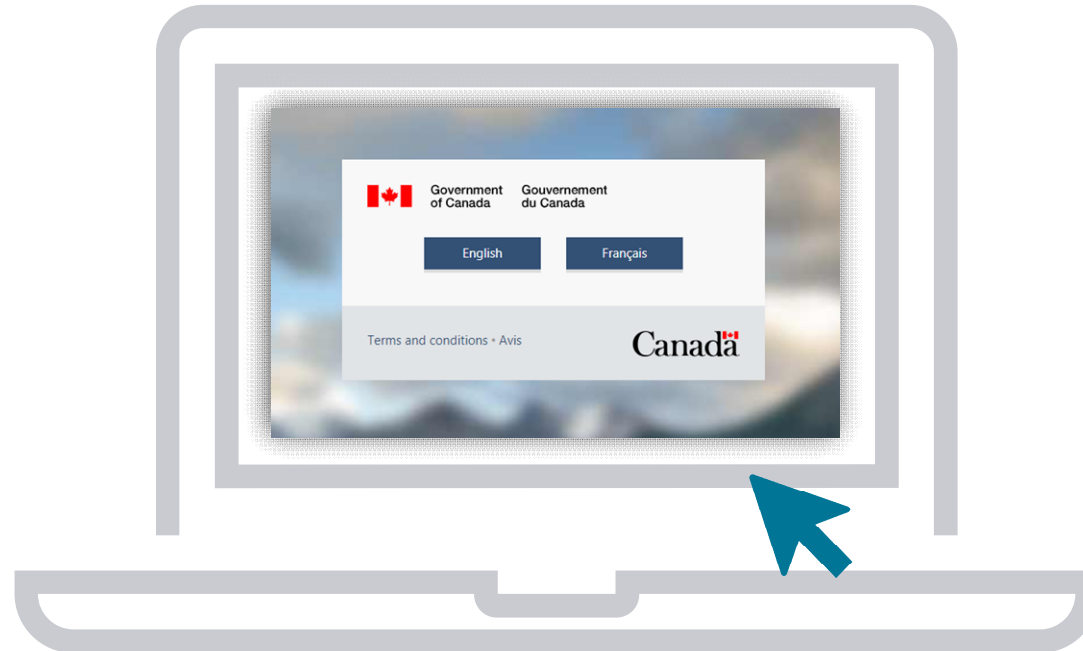 Government Gouvernement
of Canada du Canada
English Français
Terms and conditions • Avis
Canada